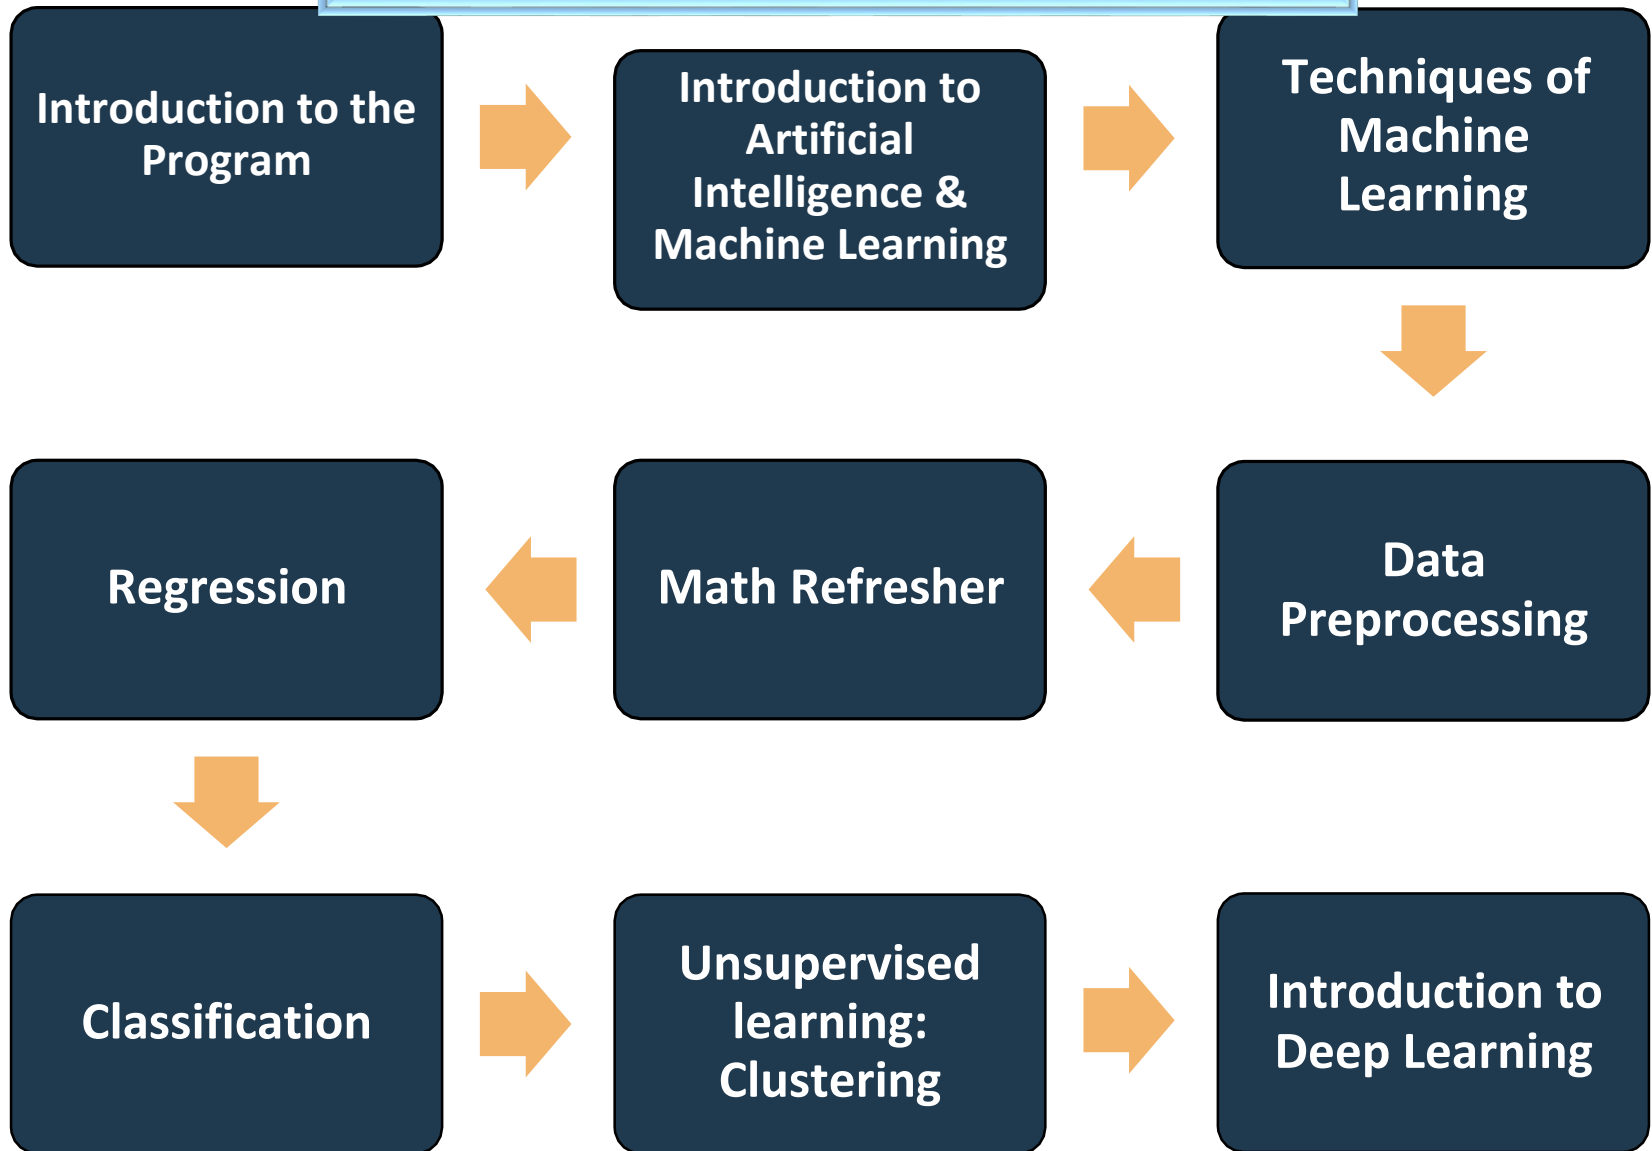 Introduction to the
Program
Introduction to
Artificial
Intelligence &
Machine Learning
Techniques of
Machine
Learning
Data
Preprocessing
Math Refresher
Regression
Classification
Unsupervised
learning:
Clustering
Introduction to
Deep Learning